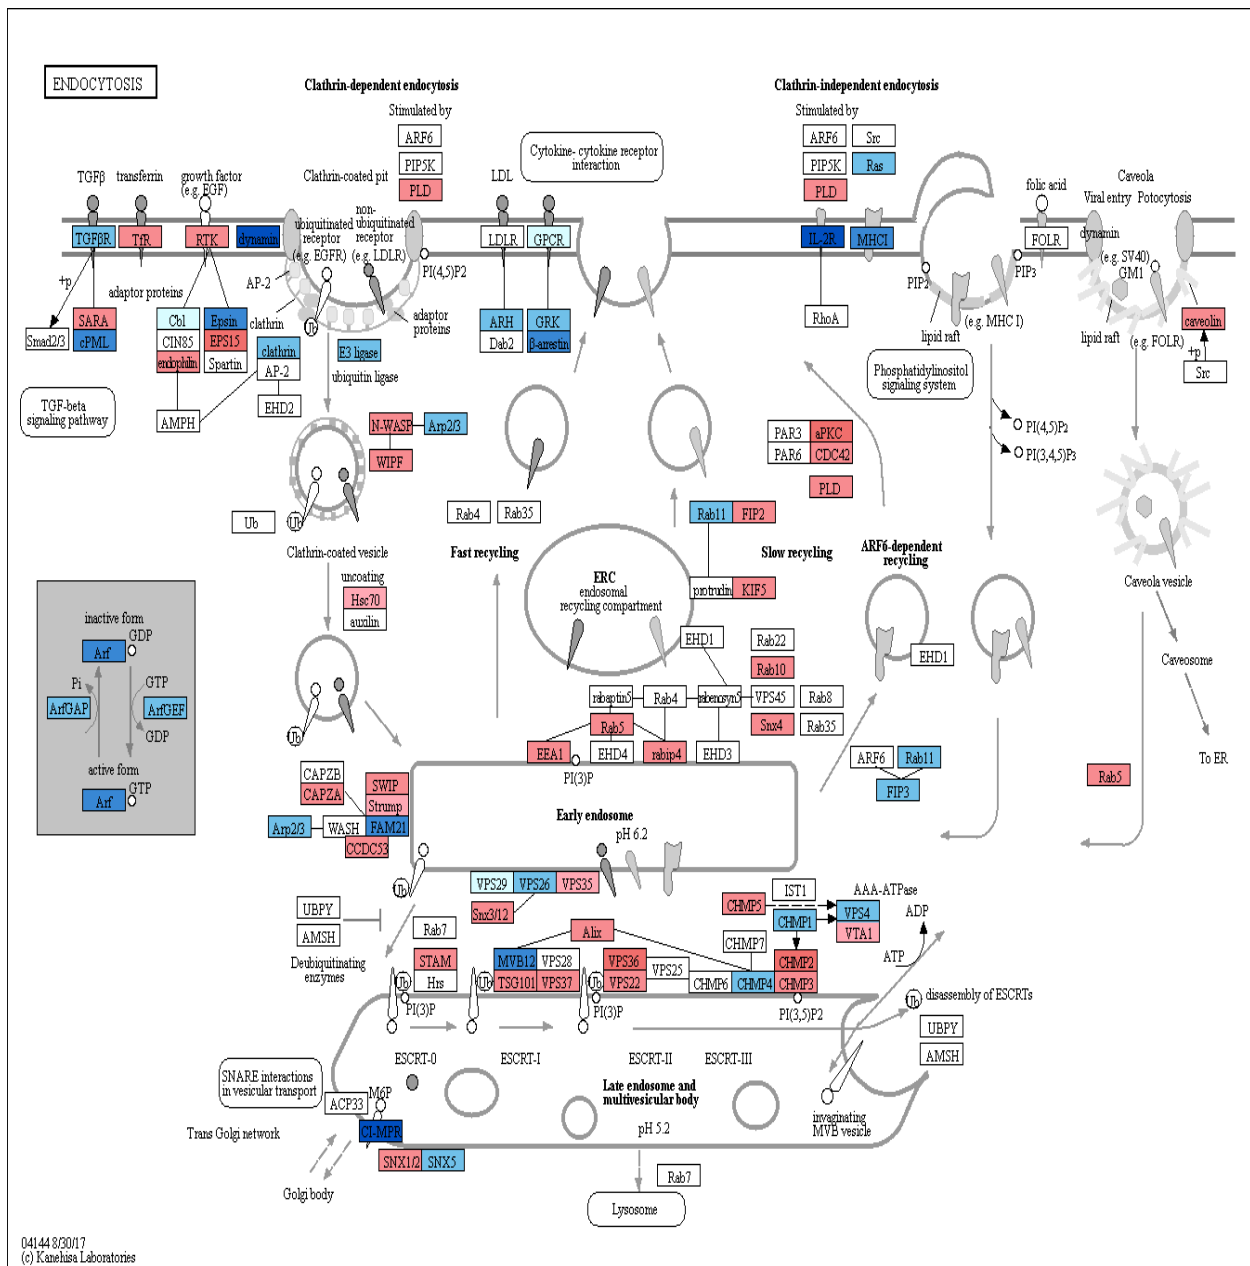 ENDOCYTOSIS
Clathrin-dependent endocytosis
Stimulated by
ARF6
PIP5K
PLD
Clathrin-independent endocytosis
Stimulated by
ARF6
Src
PIP5K
Ras
PLD
Cytokine- cytokine receptor
interaction
TGFβ
transferrin
growth factor
(e.g. EGF)
Clathrin-coated pit
LDL
folic acid
Caveola
Viral entry Potocytosis
TGFβR
TfR
RTK
dynamin
ubiquitinated
receptor
(e.g. EGFR)
non-
ubiquitinated
receptor
(e.g. LDLR)
LDLR
GPCR
IL-2R
MHCI
FOLR
dynamin
(e.g. SV40)
GM1
PI(4,5)P2
PIP2
PIP3
+p
adaptor proteins
AP-2
clathrin
Ub
adaptor
proteins
Smad2/3
SARA
cPML
Cbl
CIN85
endophilin
Epsin
EPS15
Spartin
clathrin
AP-2
EHD2
AMPH
E3 ligase
ubiquitin ligase
ARH
Dab2
GRK
β-arrestin
RhoA
lipid raft
(e.g. MHC I)
lipid raft
(e.g. FOLR)
caveolin
+p
Src
TGF-beta
signaling pathway
Phosphatidylinositol
signaling system
N-WASP
Arp2/3
WIPF
PAR3
aPKC
PAR6
CDC42
PLD
PI(4,5)P2
PI(3,4,5)P3
Ub
Ub
Clathrin-coated vesicle
Rab4
Rab35
Fast recycling
Rab11
FIP2
Slow recycling
ARF6-dependent
recycling
uncoating
Hsc70
auxilin
ERC
endosomal
recycling compartment
protrudin
KIF5
Caveola vesicle
inactive form
GDP
Arf
Pi
GTP
ArfGAP
ArfGEF
GDP
active form
GTP
Arf
Ub
EHD1
Rab22
Rab10
EHD1
Caveosome
rabaptin5
Rab4
rabenosyn5
VPS45
Rab8
Rab5
Snx4
Rab35
EEA1
EHD4
rabip4
EHD3
PI(3)P
ARF6
Rab11
FIP3
To ER
Rab5
CAPZB
CAPZA
SWIP
Strump
Arp2/3
WASH
FAM21
CCDC53
Early endosome
pH 6.2
Ub
VPS29
VPS26
VPS35
Snx3/12
UBPY
AMSH
Deubiquitinating
enzymes
Rab7
STAM
Hrs
Alix
MVB12
VPS28
TSG101
VPS37
VPS36
VPS22
VPS25
CHMP5
IST1
AAA-ATPase
CHMP1
VPS4
VTA1
CHMP7
CHMP2
CHMP6
CHMP4
CHMP3
ADP
ATP
Ub
PI(3)P
Ub
Ub
PI(3)P
PI(3,5)P2
Ub
disassembly of ESCRTs
UBPY
AMSH
ESCRT-0
ESCRT-I
ESCRT-II
ESCRT-III
SNARE interactions
in vesicular transport
Late endosome and
multivesicular body
pH 5.2
invaginating
MVB vesicle
M6P
ACP33
CI-MPR
Trans Golgi network
SNX1/2
SNX5
Golgi body
Rab7
Lysosome
04144 8/30/17
(c) Kanehisa Laboratories